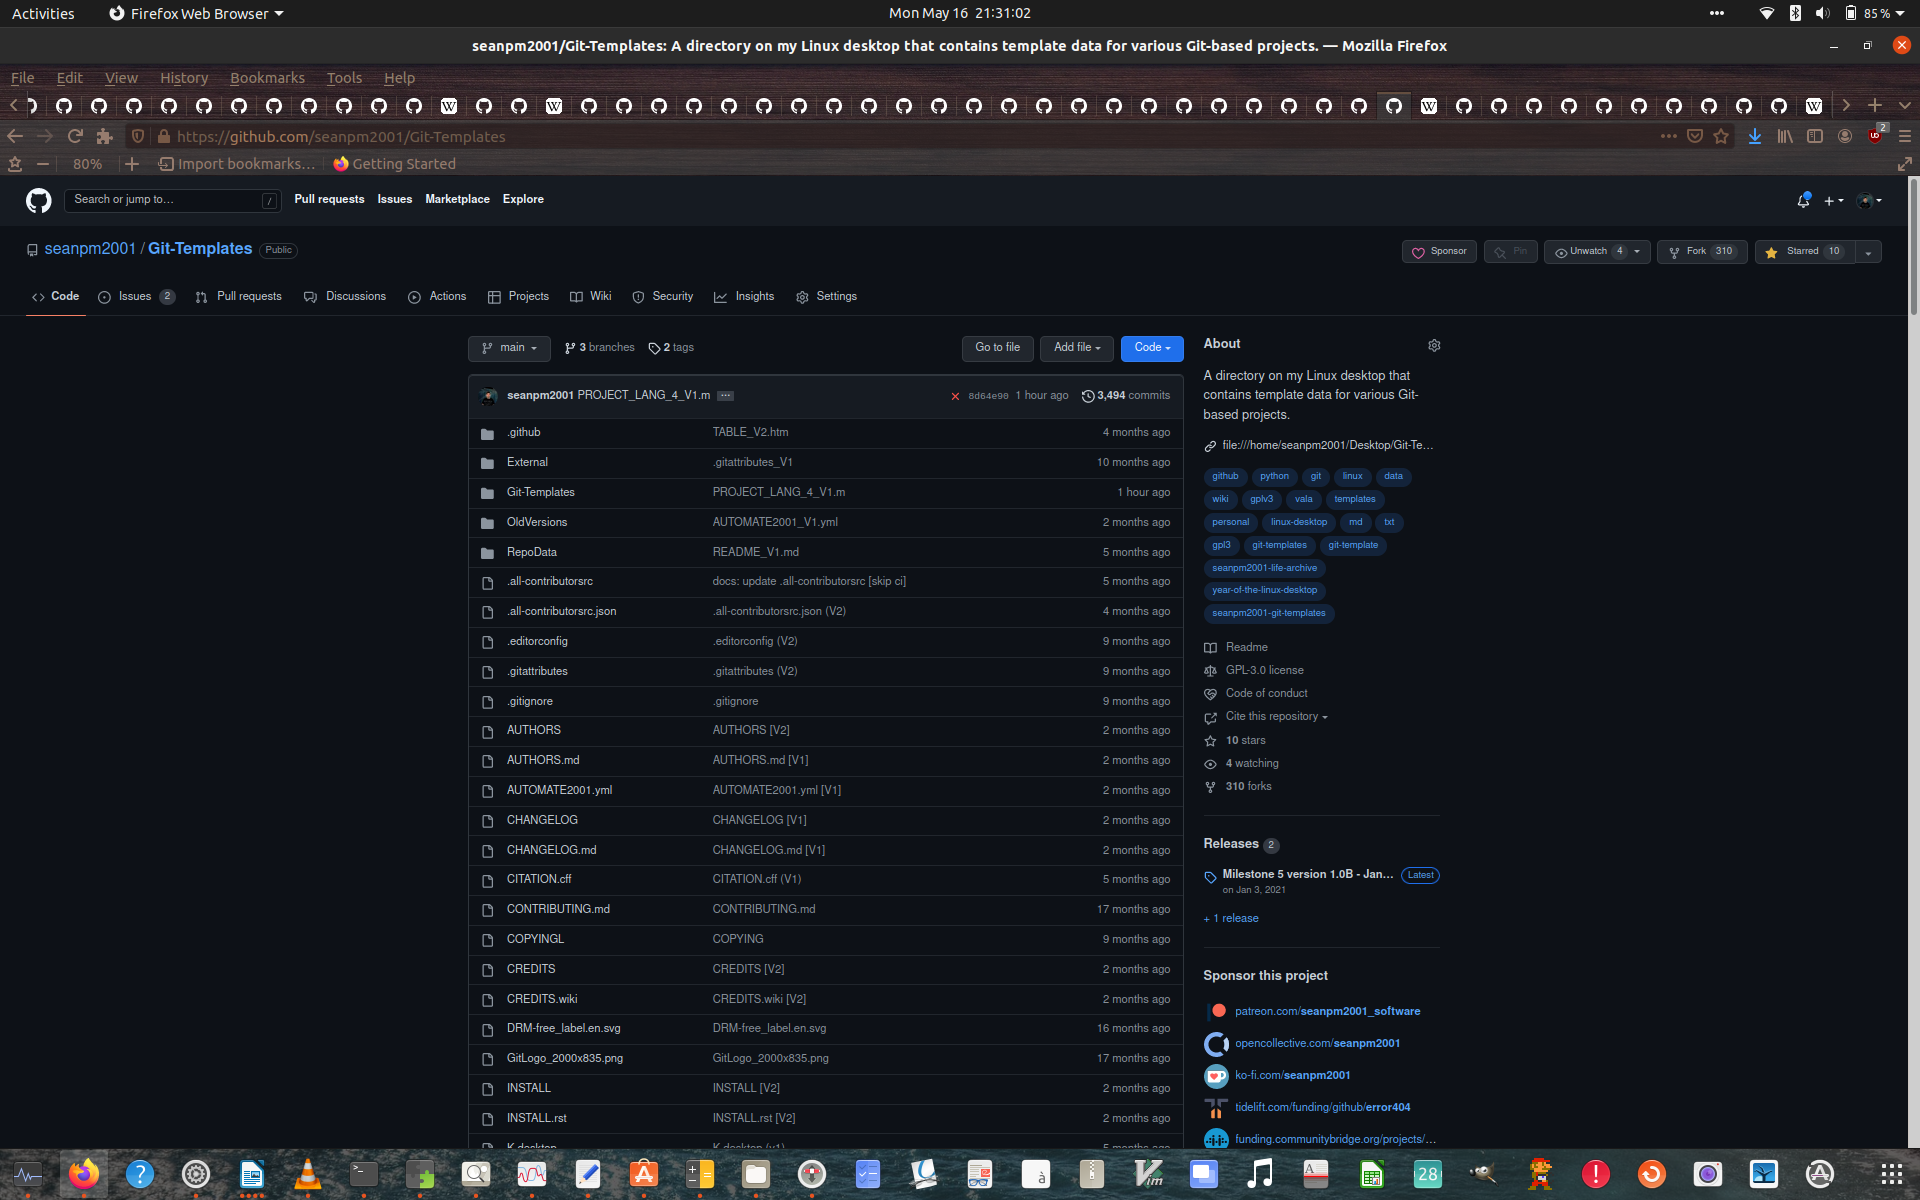 Activities Firefox Web Browser Mon May 16 21:31:02 85 %
seanpm2001/Git-Templates: A directory on my Linux desktop that contains template data for various Git-based projects. — Mozilla Firefox
File Edit View History Bookmarks Tools Help
https://github.com/seanpm2001/Git-Templates 2
80% Import bookmarks... Getting Started
Search or jump to... / Pull requests Issues Marketplace Explore
seanpm2001 / Git-Templates Public Sponsor Pin Unwatch 4 Fork 310 Starred 10
Code Issues 2 Pull requests Discussions Actions Projects Wiki Security Insights Settings
main 3 branches 2 tags Go to file Add file Code
seanpm2001 PROJECT_LANG_4_V1.m ... 8d64e90 1 hour ago 3,494 commits
.github TABLE_V2.htm 4 months ago
External .gitattributes_V1 10 months ago
Git-Templates PROJECT_LANG_4_V1.m 1 hour ago
OldVersions AUTOMATE2001_V1.yml 2 months ago
RepoData README_V1.md 5 months ago
.all-contributorsrc docs: update .all-contributorsrc [skip ci] 5 months ago
.all-contributorsrc.json .all-contributorsrc.json (V2) 4 months ago
.editorconfig .editorconfig (V2) 9 months ago
.gitattributes .gitattributes (V2) 9 months ago
.gitignore .gitignore 9 months ago
AUTHORS AUTHORS [V2] 2 months ago
AUTHORS.md AUTHORS.md [V1] 2 months ago
AUTOMATE2001.yml AUTOMATE2001.yml [V1] 2 months ago
CHANGELOG CHANGELOG [V1] 2 months ago
CHANGELOG.md CHANGELOG.md [V1] 2 months ago
CITATION.cff CITATION.cff (V1) 5 months ago
CONTRIBUTING.md CONTRIBUTING.md 17 months ago
COPYINGL COPYING 9 months ago
CREDITS CREDITS [V2] 2 months ago
CREDITS.wiki CREDITS.wiki [V2] 2 months ago
DRM-free_label.en.svg DRM-free_label.en.svg 16 months ago
GitLogo_2000x835.png GitLogo_2000x835.png 17 months ago
INSTALL INSTALL [V2] 2 months ago
INSTALL.rst INSTALL.rst [V2] 2 months ago
About
A directory on my Linux desktop that
contains template data for various Git-
based projects.
file:///home/seanpm2001/Desktop/Git-Te...
github python git linux data
wiki gplv3 vala templates
personal linux-desktop md txt
gpl3 git-templates git-template
seanpm2001-life-archive
year-of-the-linux-desktop
seanpm2001-git-templates
Readme
GPL-3.0 license
Code of conduct
Cite this repository
10 stars
4 watching
310 forks
Releases 2
Milestone 5 version 1.0B - Jan... Latest
on Jan 3, 2021
+ 1 release
Sponsor this project
patreon.com/seanpm2001_software
opencollective.com/seanpm2001
ko-fi.com/seanpm2001
tidelift.com/funding/github/error404
funding.communitybridge.org/projects/...
28